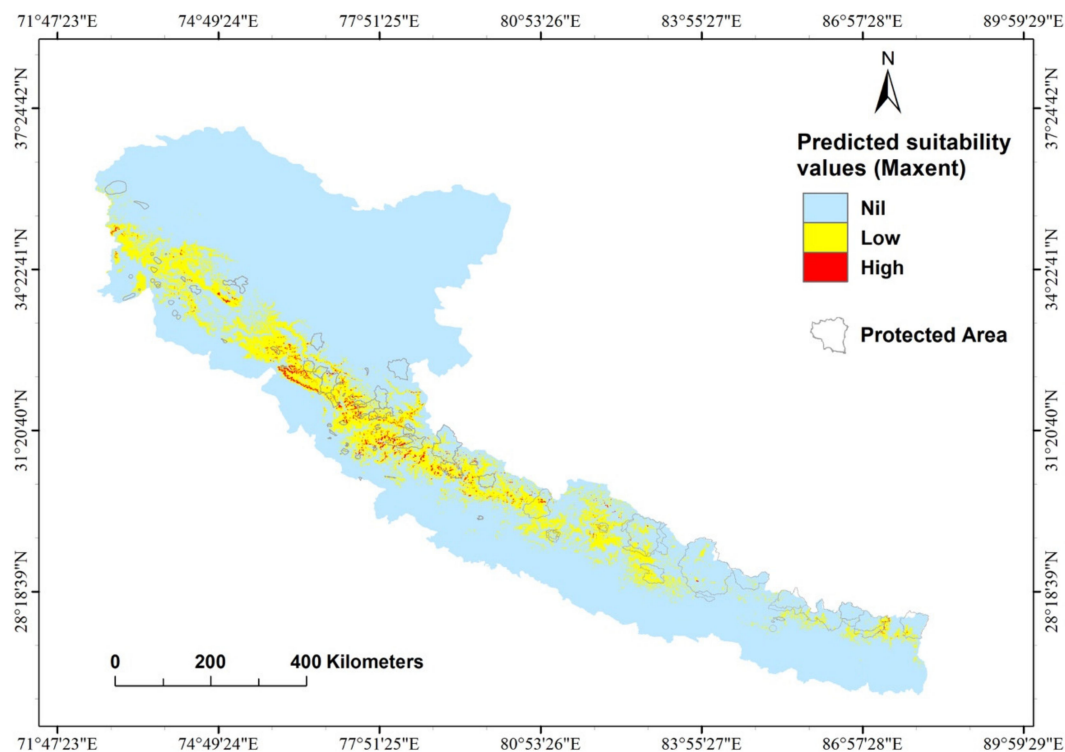 71°47'23"E 74°49'24"E 77°51'25"E 80°53'26"E 83°55'27"E 86°57'28"E 89°59'29"E
37°24'42"N
34°22'41"N
31°20'40"N
28°18'39"N
N
Predicted suitability
values (Maxent)
Nil
Low
High
Protected Area
0 200 400 Kilometers
37°24'42"N
34°22'41"N
31°20'40"N
28°18'39"N
71°47'23"E 74°49'24"E 77°51'25"E 80°53'26"E 83°55'27"E 86°57'28"E 89°59'29"E